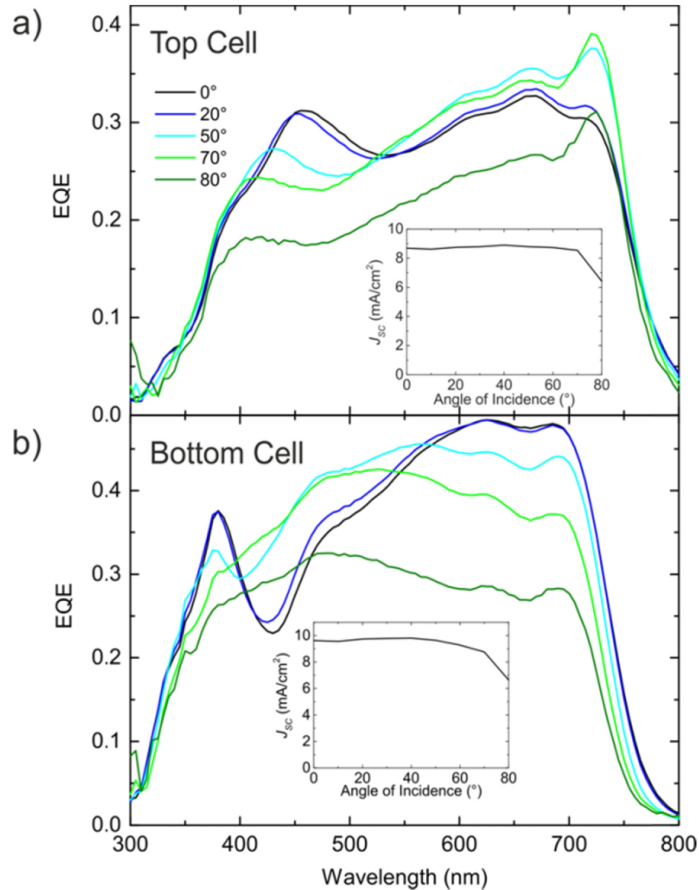 a)
Top Cell
0°
20°
50°
70°
80°
EQE
0.4
0.3
0.2
0.1
0.0
J_SC (mA/cm²)
10
8
6
4
2
0
0 20 40 60 80
Angle of Incidence (°)
b)
Bottom Cell
EQE
0.4
0.3
0.2
0.1
0.0
J_SC (mA/cm²)
10
8
6
4
2
0
0 20 40 60 80
Angle of Incidence (°)
300 400 500 600 700 800
Wavelength (nm)